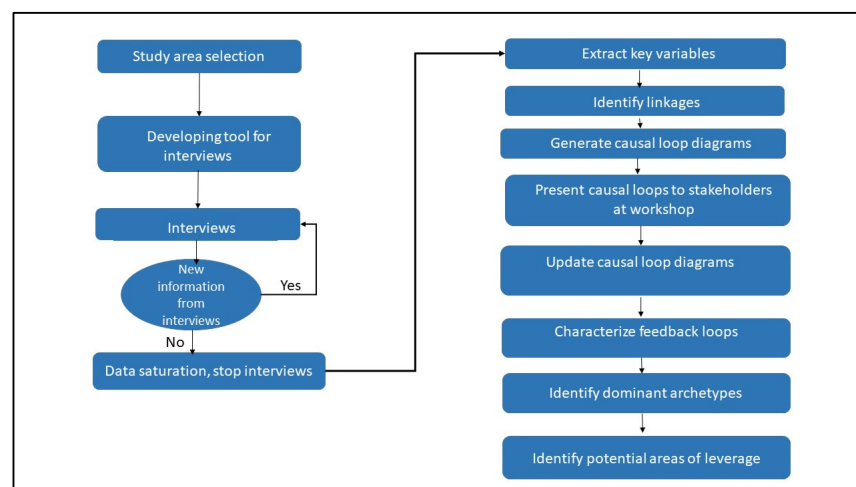 Study area selection
Developing tool for
interviews
Interviews
New
information
from
interviews
Yes
No
Data saturation, stop interviews
Extract key variables
Identify linkages
Generate causal loop diagrams
Present causal loops to stakeholders
at workshop
Update causal loop diagrams
Characterize feedback loops
Identify dominant archetypes
Identify potential areas of leverage